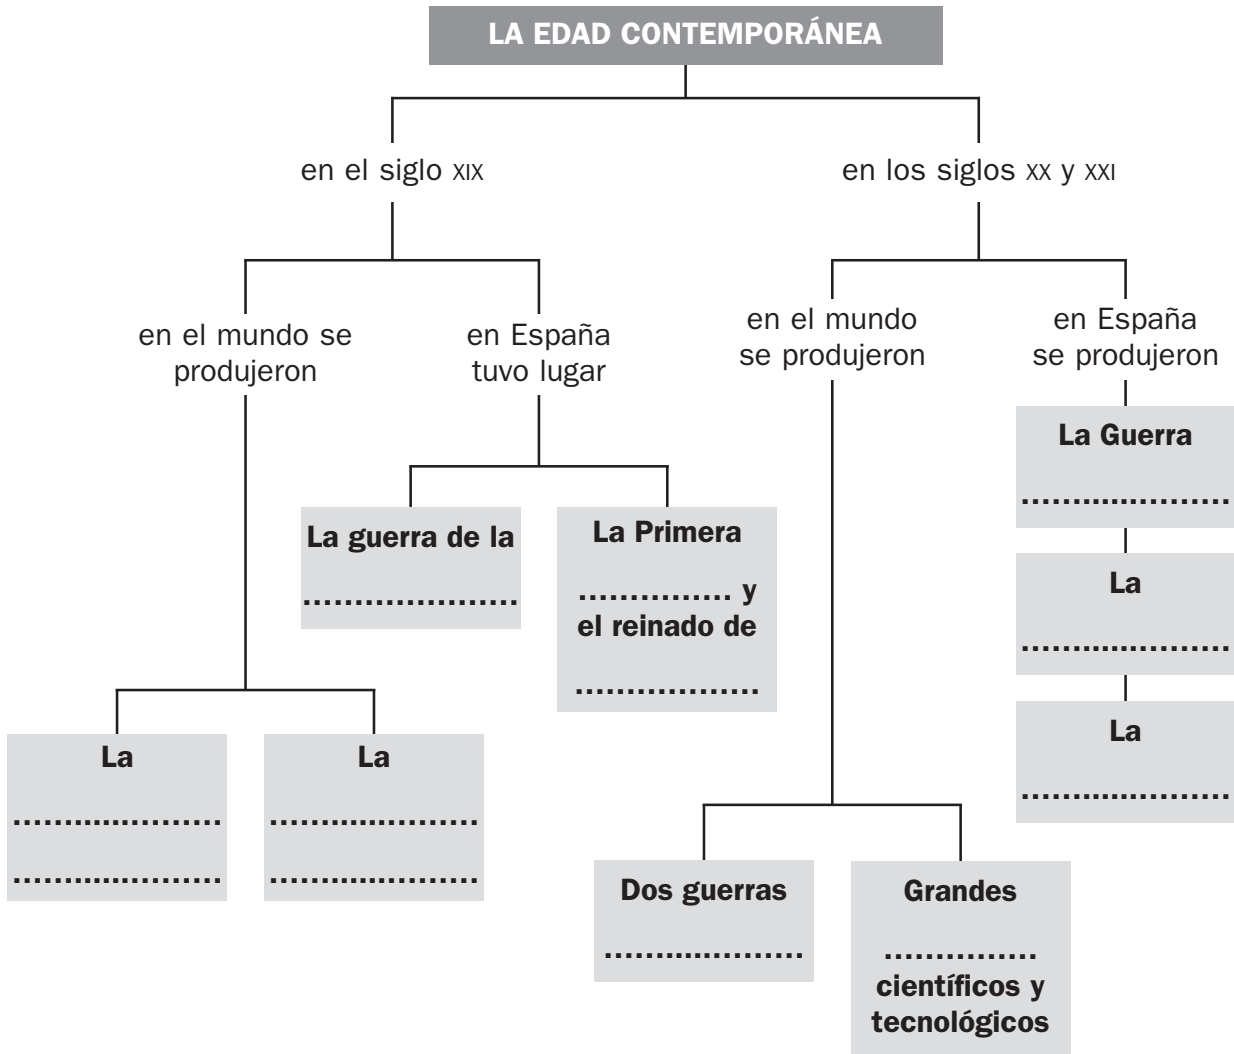 LA EDAD CONTEMPORÁNEA
en el siglo XIX
en los siglos XX y XXI
en el mundo se
produjeron
en España
tuvo lugar
en el mundo
se produjeron
en España
se produjeron
La guerra de la
.....................
La Primera
............... y
el reinado de
..................
La
.....................
.....................
La
.....................
.....................
Dos guerras
....................
Grandes
...............
científicos y
tecnológicos
La Guerra
.....................
La
.....................
La
.....................